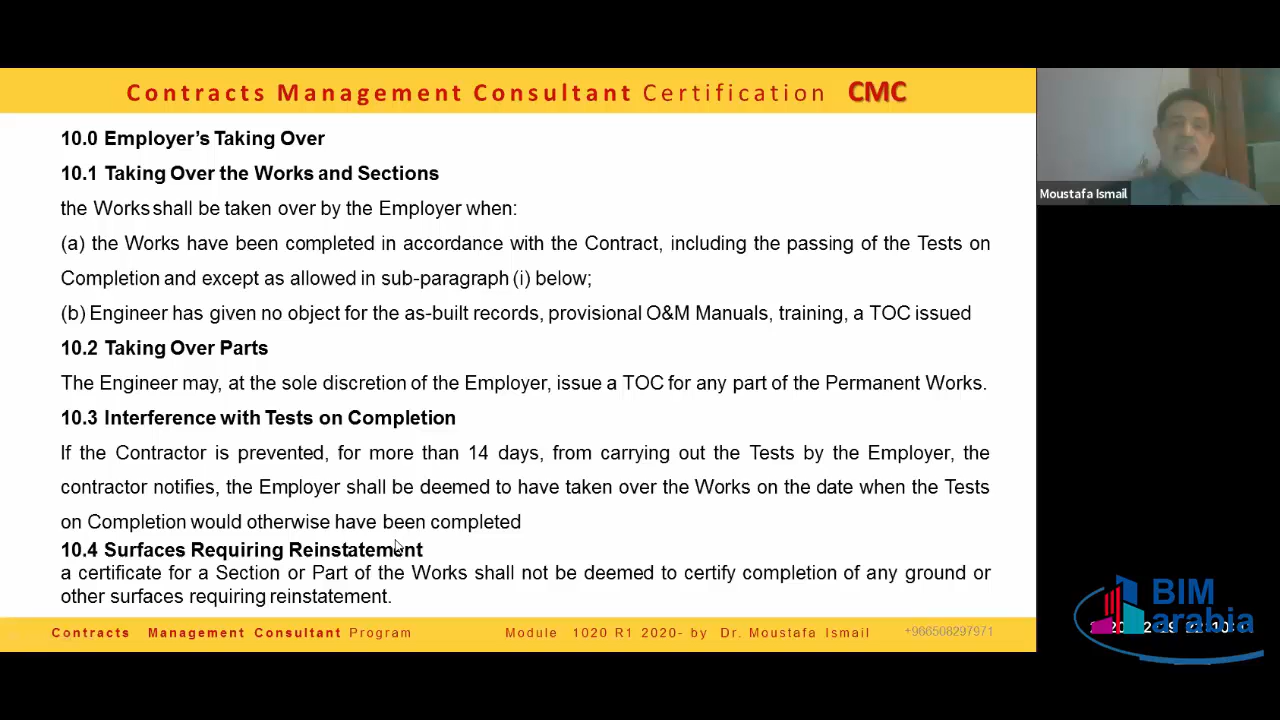 Contracts Management Consultant Certification CMC
10.0 Employer's Taking Over
10.1 Taking Over the Works and Sections
the Works shall be taken over by the Employer when:
(a) the Works have been completed in accordance with the Contract, including the passing of the Tests on
Completion and except as allowed in sub-paragraph (i) below;
(b) Engineer has given no object for the as-built records, provisional O&M Manuals, training, a TOC issued
10.2 Taking Over Parts
The Engineer may, at the sole discretion of the Employer, issue a TOC for any part of the Permanent Works.
10.3 Interference with Tests on Completion
If the Contractor is prevented, for more than 14 days, from carrying out the Tests by the Employer, the
contractor notifies, the Employer shall be deemed to have taken over the Works on the date when the Tests
on Completion would otherwise have been completed
10.4 Surfaces Requiring Reinstatement
a certificate for a Section or Part of the Works shall not be deemed to certify completion of any ground or
other surfaces requiring reinstatement.
Contracts Management Consultant Program Module 1020 R1 2020- by Dr. Moustafa Ismail +966508297971
Moustafa Ismail
BIM
arabia